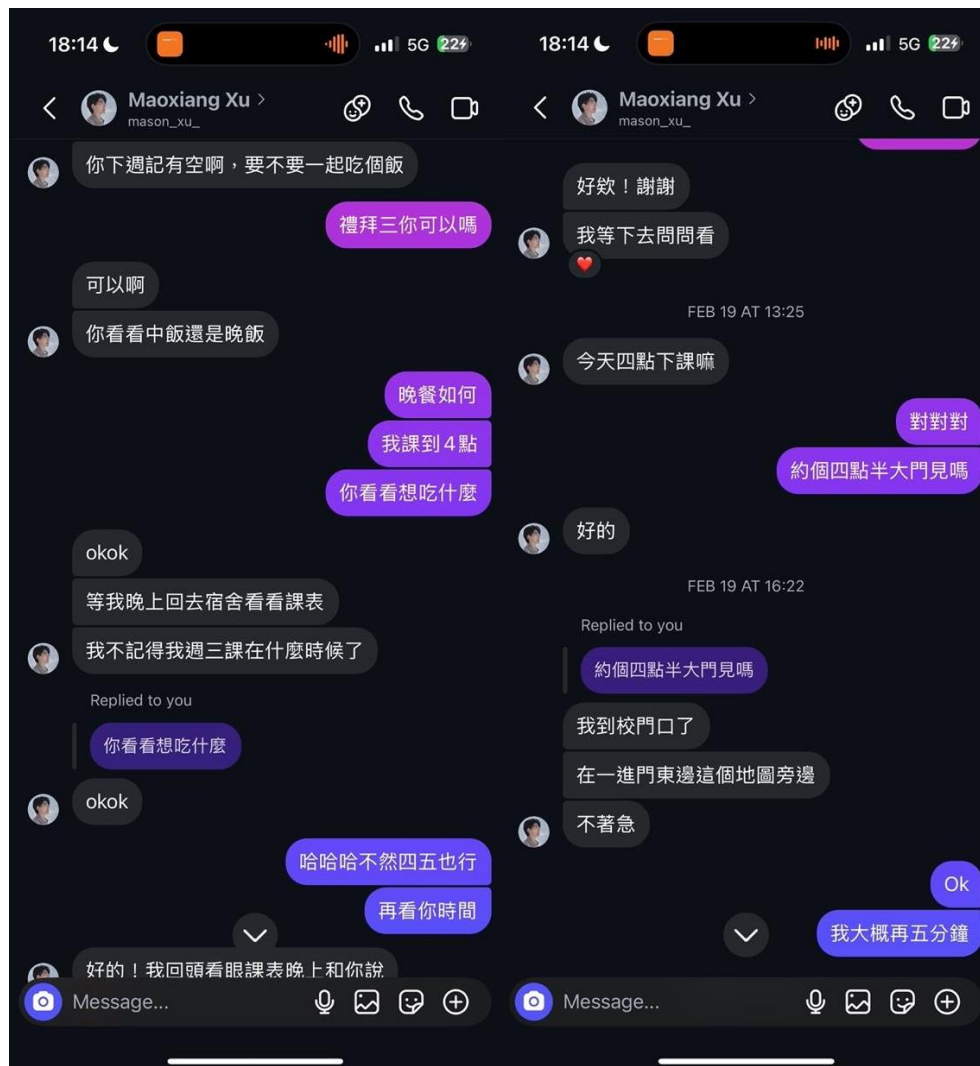 18:14
5G 22
Maoxiang Xu
mason_xu_
你下週記有空啊，要不要一起吃個飯
禮拜三你可以嗎
可以啊
你看看中飯還是晚飯
晚餐如何
我課到4點
你看看想吃什麼
okok
等我晚上回去宿舍看看課表
我不記得我週三課在什麼時候了
Replied to you
你看看想吃什麼
okok
哈哈哈不然四五也行
再看你時間
好的！我回頭看眼課表晚上和你說
Message...
18:14
5G 22
Maoxiang Xu
mason_xu_
好欸！謝謝
我等下去問問看
FEB 19 AT 13:25
今天四點下課嘛
對對對
約個四點半大門見嗎
好的
FEB 19 AT 16:22
Replied to you
約個四點半大門見嗎
我到校門口了
在一進門東邊這個地圖旁邊
不著急
Ok
我大概再五分鐘
Message...